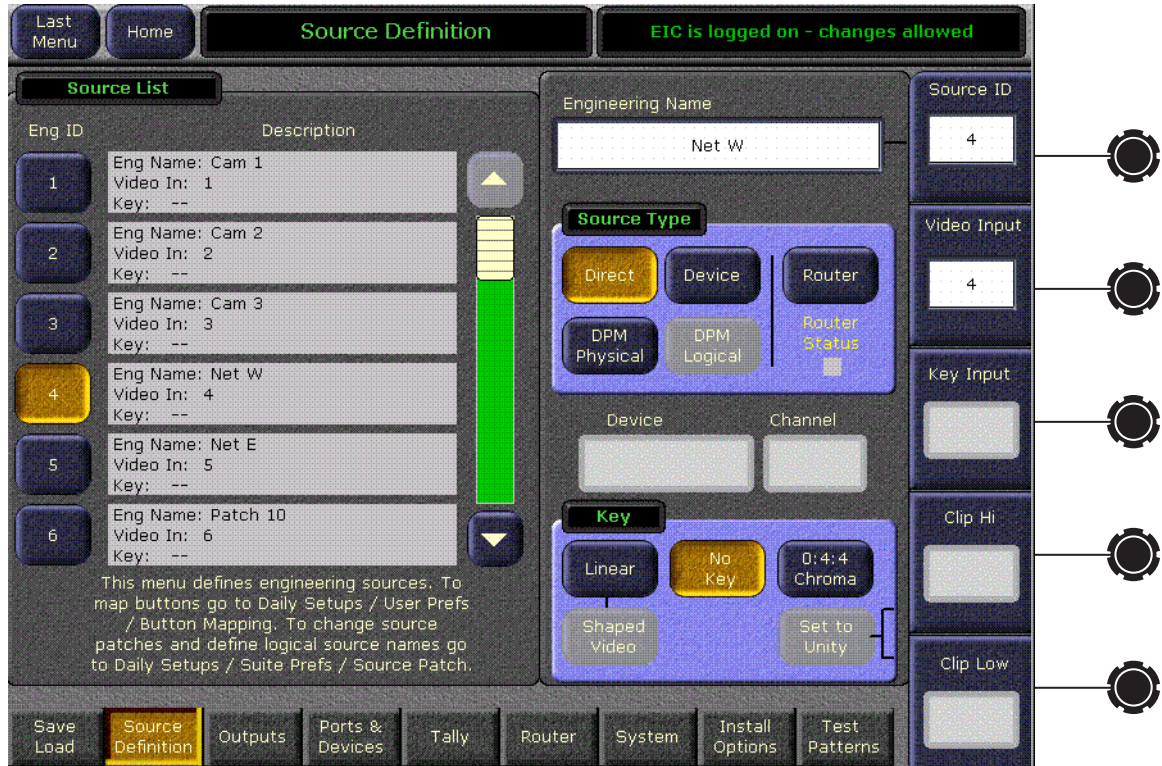 Last
Menu
Home
Source Definition
EIC is logged on - changes allowed
Source List
Eng ID
Description
1
Eng Name: Cam 1
Video In: 1
Key: --
2
Eng Name: Cam 2
Video In: 2
Key: --
3
Eng Name: Cam 3
Video In: 3
Key: --
4
Eng Name: Net W
Video In: 4
Key: --
5
Eng Name: Net E
Video In: 5
Key: --
6
Eng Name: Patch 10
Video In: 6
Key: --
This menu defines engineering sources. To
map buttons go to Daily Setups / User Prefs
/ Button Mapping. To change source
patches and define logical source names go
to Daily Setups / Suite Prefs / Source Patch.
Engineering Name
Net W
Source Type
Direct
Device
Router
DPM
Physical
DPM
Logical
Router
Status
Device
Channel
Key
Linear
No
Key
0:4:4
Chroma
Shaped
Video
Set to
Unity
Source ID
4
Video Input
4
Key Input
Clip Hi
Clip Low
Save
Load
Source
Definition
Outputs
Ports &
Devices
Tally
Router
System
Install
Options
Test
Patterns